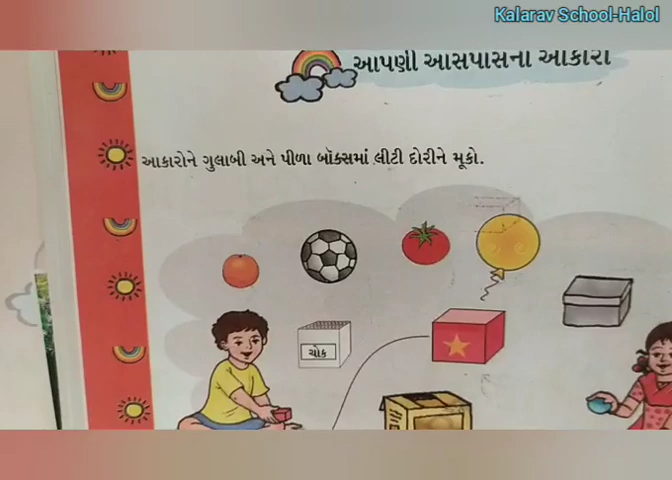 Kalarav School-Halol
આપણી આસપાસના આકારો
આકારોને ગુલાબી અને પીળા બૉક્સમાં લીટી દોરીને મૂકો.
ચોક